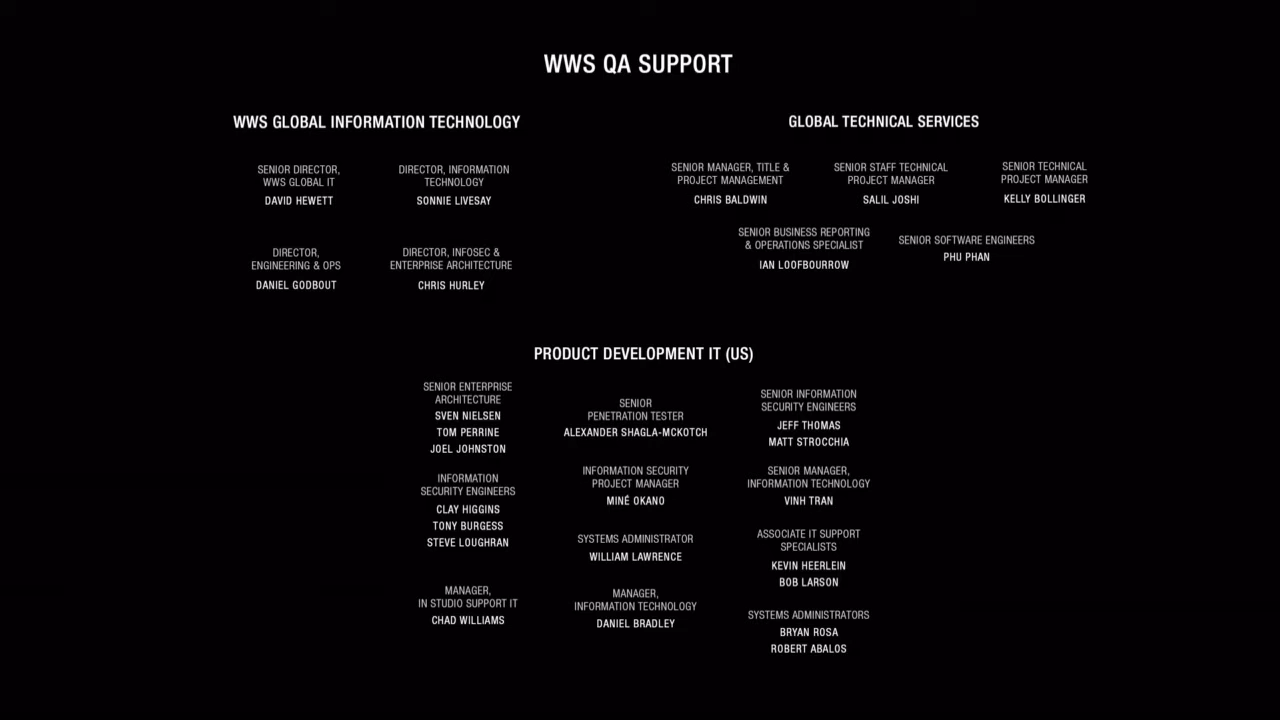 WWS QA SUPPORT
WWS GLOBAL INFORMATION TECHNOLOGY
SENIOR DIRECTOR,
WWS GLOBAL IT
DAVID HEWETT
DIRECTOR, INFORMATION
TECHNOLOGY
SONNIE LIVESAY
DIRECTOR,
ENGINEERING & OPS
DANIEL GODBOUT
DIRECTOR, INFOSEC &
ENTERPRISE ARCHITECTURE
CHRIS HURLEY
GLOBAL TECHNICAL SERVICES
SENIOR MANAGER, TITLE &
PROJECT MANAGEMENT
CHRIS BALDWIN
SENIOR STAFF TECHNICAL
PROJECT MANAGER
SALIL JOSHI
SENIOR TECHNICAL
PROJECT MANAGER
KELLY BOLLINGER
SENIOR BUSINESS REPORTING
& OPERATIONS SPECIALIST
IAN LOOFBOURROW
SENIOR SOFTWARE ENGINEERS
PHU PHAN
PRODUCT DEVELOPMENT IT (US)
SENIOR ENTERPRISE
ARCHITECTURE
SVEN NIELSEN
TOM PERRINE
JOEL JOHNSTON
SENIOR
PENETRATION TESTER
ALEXANDER SHAGLA-MCKOTCH
SENIOR INFORMATION
SECURITY ENGINEERS
JEFF THOMAS
MATT STROCCHIA
INFORMATION
SECURITY ENGINEERS
CLAY HIGGINS
TONY BURGESS
STEVE LOUGHRAN
INFORMATION SECURITY
PROJECT MANAGER
MINÉ OKANO
SENIOR MANAGER,
INFORMATION TECHNOLOGY
VINH TRAN
SYSTEMS ADMINISTRATOR
WILLIAM LAWRENCE
ASSOCIATE IT SUPPORT
SPECIALISTS
KEVIN HEERLEIN
BOB LARSON
MANAGER,
IN STUDIO SUPPORT IT
CHAD WILLIAMS
MANAGER,
INFORMATION TECHNOLOGY
DANIEL BRADLEY
SYSTEMS ADMINISTRATORS
BRYAN ROSA
ROBERT ABALOS